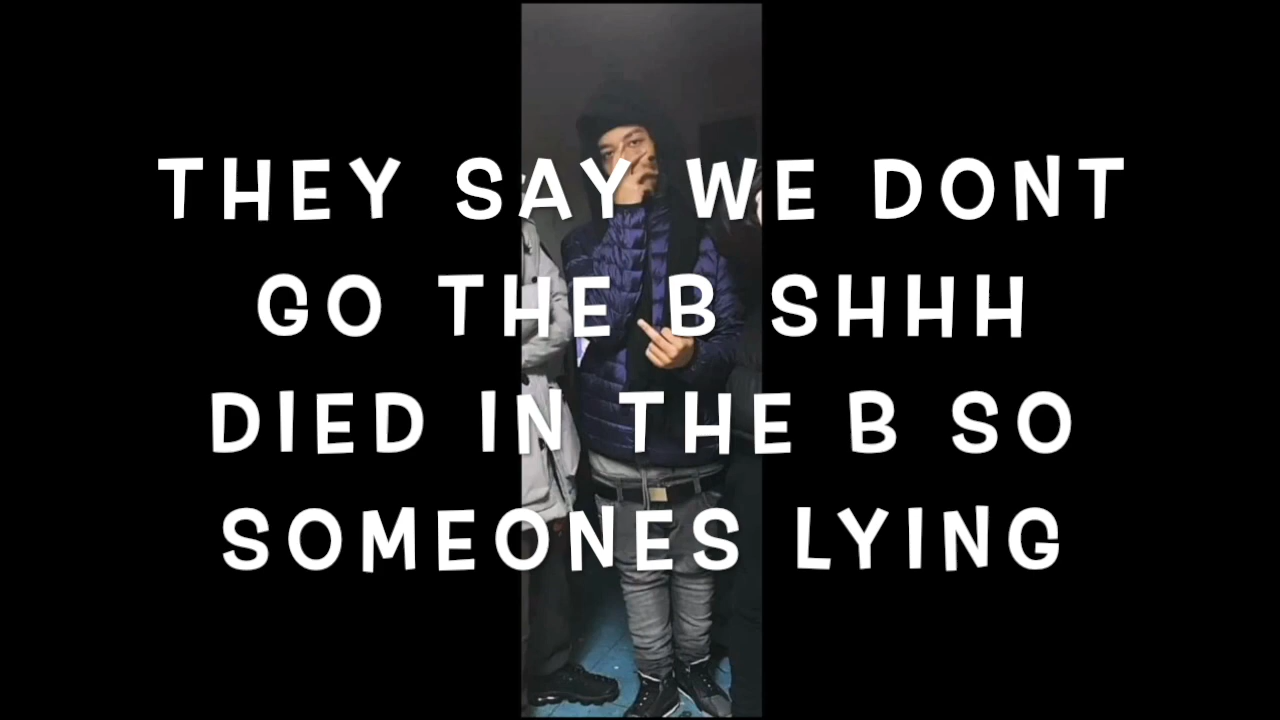 THEY SAY WE DONT
GO THE B SHHH
DIED IN THE B SO
SOMEONES LYING